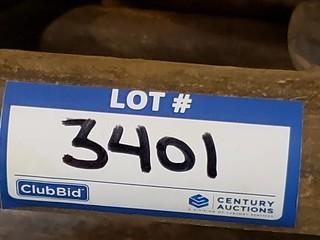 LOT #
3401
ClubBid
CENTURY
AUCTIONS